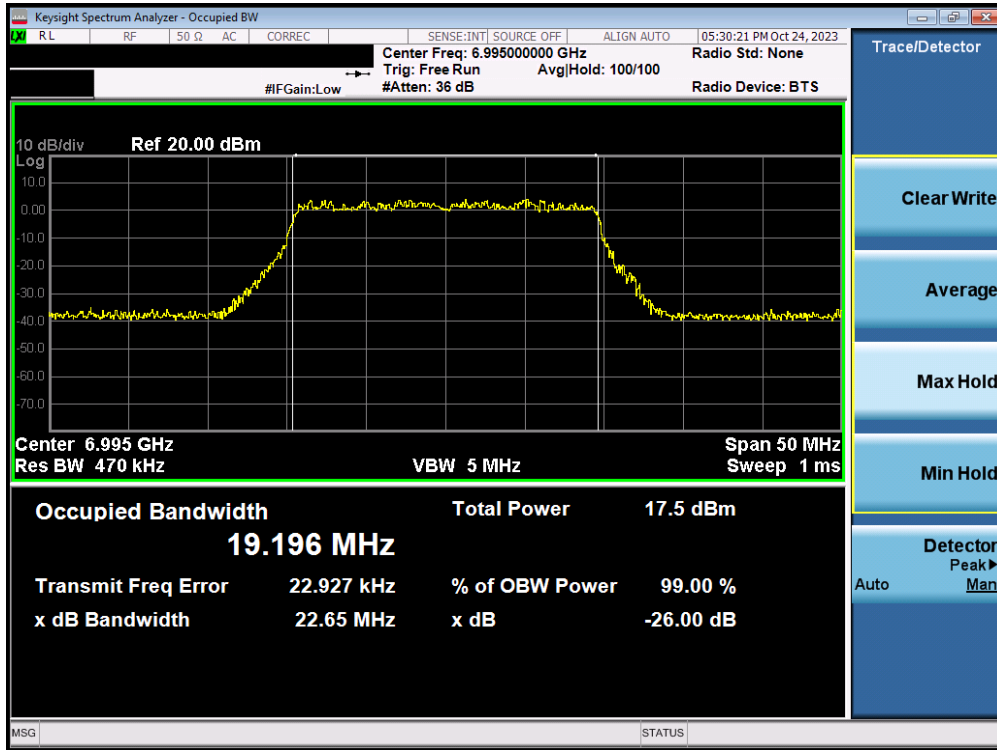 Keysight Spectrum Analyzer - Occupied BW
LXI RL RF 50 Ω AC CORREC SENSE:INT SOURCE OFF ALIGN AUTO 05:30:21 PM Oct 24, 2023
Center Freq: 6.995000000 GHz Radio Std: None
Trig: Free Run Avg|Hold: 100/100
#IFGain:Low #Atten: 36 dB Radio Device: BTS
Trace/Detector
10 dB/div Ref 20.00 dBm
Log
10.0
0.00
-10.0
-20.0
-30.0
-40.0
-50.0
-60.0
-70.0
Center 6.995 GHz Span 50 MHz
Res BW 470 kHz VBW 5 MHz Sweep 1 ms
Occupied Bandwidth Total Power 17.5 dBm
19.196 MHz
Transmit Freq Error 22.927 kHz % of OBW Power 99.00 %
x dB Bandwidth 22.65 MHz x dB -26.00 dB
Clear Write
Average
Max Hold
Min Hold
Detector
Peak▶
Auto Man
MSG STATUS